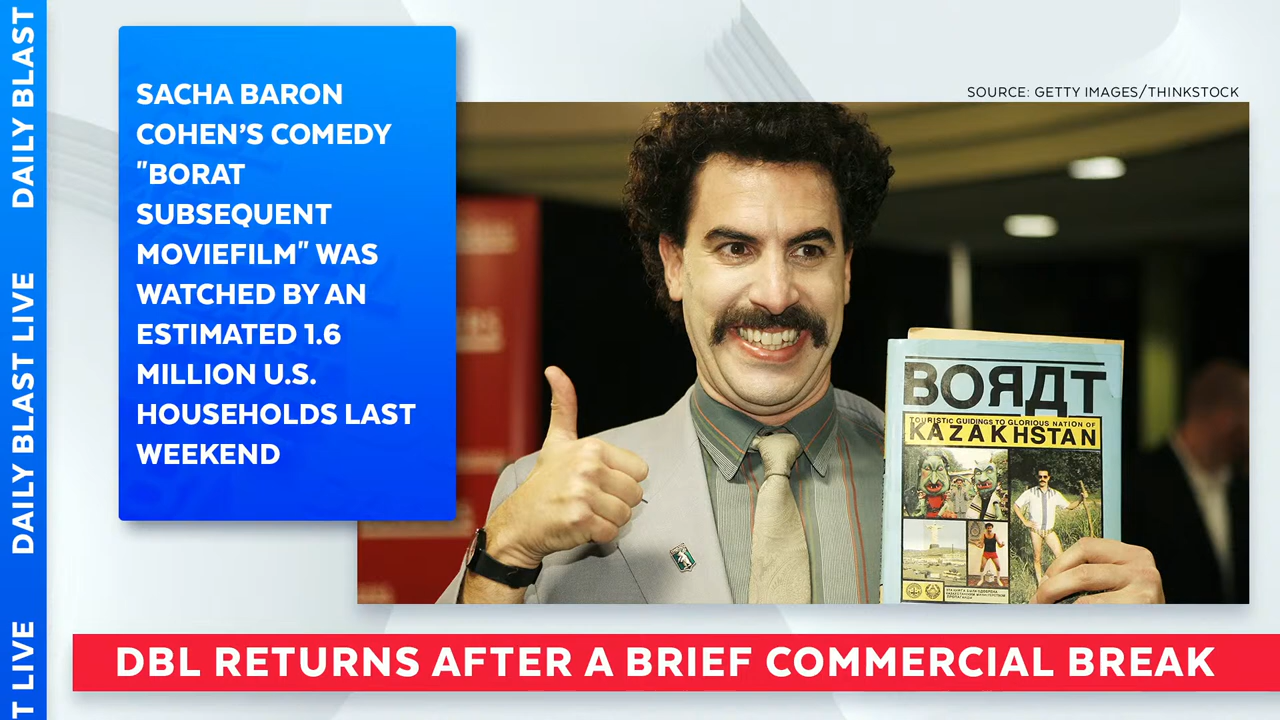 DAILY BLAST
DAILY BLAST LIVE
T LIVE
SACHA BARON
COHEN'S COMEDY
"BORAT
SUBSEQUENT
MOVIEFILM" WAS
WATCHED BY AN
ESTIMATED 1.6
MILLION U.S.
HOUSEHOLDS LAST
WEEKEND
SOURCE: GETTY IMAGES/THINKSTOCK
BOЯДT
TOURISTIC GUIDINGS TO GLORIOUS NATION OF
KAZAKHSTAN
DBL RETURNS AFTER A BRIEF COMMERCIAL BREAK